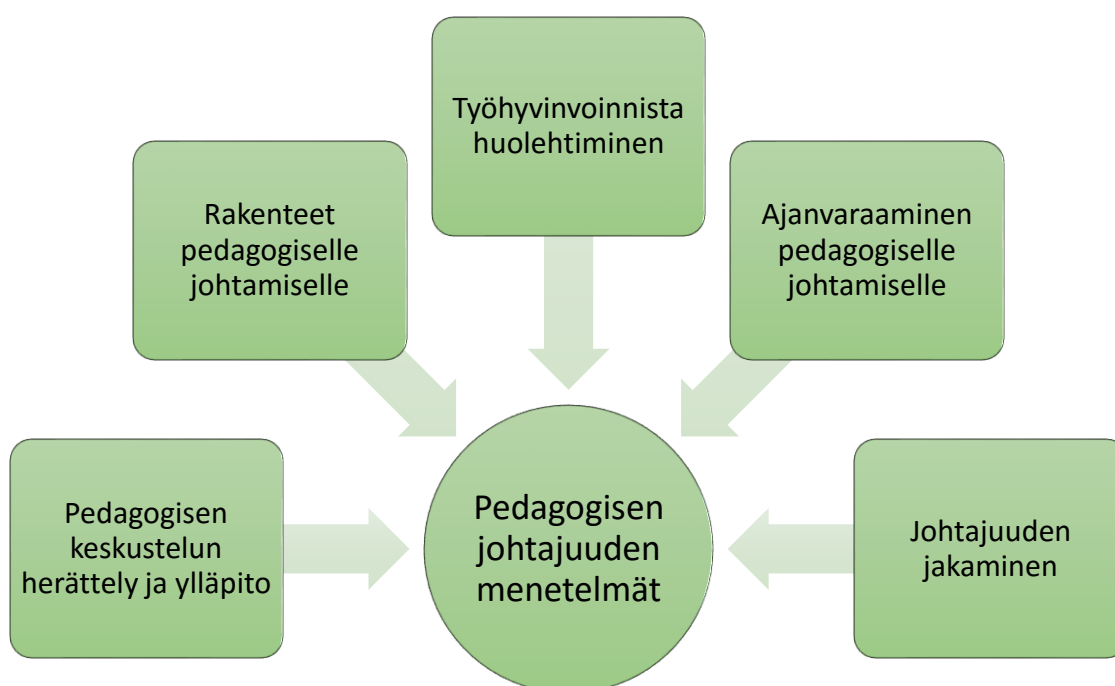 Työhyvinvoinnista
huolehtiminen
Rakenteet
pedagogiselle
johtamiselle
Ajanvaraaminen
pedagogiselle
johtamiselle
Pedagogisen
keskustelun
herättely ja ylläpito
Pedagogisen
johtajuuden
menetelmät
Johtajuuden
jakaminen